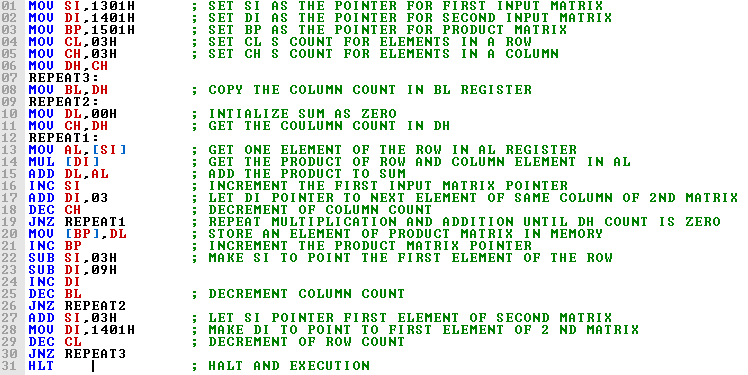 01 MOV SI,1301H ; SET SI AS THE POINTER FOR FIRST INPUT MATRIX
02 MOV DI,1401H ; SET DI AS THE POINTER FOR SECOND INPUT MATRIX
03 MOV BP,1501H ; SET BP AS THE POINTER FOR PRODUCT MATRIX
04 MOV CL,03H ; SET CL S COUNT FOR ELEMENTS IN A ROW
05 MOV CH,03H ; SET CH S COUNT FOR ELEMENTS IN A COLUMN
06 MOV DH,CH
07 REPEAT3:
08 MOV BL,DH ; COPY THE COLUMN COUNT IN BL REGISTER
09 REPEAT2:
10 MOV DL,00H ; INTIALIZE SUM AS ZERO
11 MOV CH,DH ; GET THE COULUMN COUNT IN DH
12 REPEAT1:
13 MOV AL,[SI] ; GET ONE ELEMENT OF THE ROW IN AL REGISTER
14 MUL [DI] ; GET THE PRODUCT OF ROW AND COLUMN ELEMENT IN AL
15 ADD DL,AL ; ADD THE PRODUCT TO SUM
16 INC SI ; INCREMENT THE FIRST INPUT MATRIX POINTER
17 ADD DI,03 ; LET DI POINTER TO NEXT ELEMENT OF SAME COLUMN OF 2ND MATRIX
18 DEC CH ; DECREMENT OF COLUMN COUNT
19 JNZ REPEAT1 ; REPEAT MULTIPLICATION AND ADDITION UNTIL DH COUNT IS ZERO
20 MOV [BP],DL ; STORE AN ELEMENT OF PRODUCT MATRIX IN MEMORY
21 INC BP ; INCREMENT THE PRODUCT MATRIX POINTER
22 SUB SI,03H ; MAKE SI TO POINT THE FIRST ELEMENT OF THE ROW
23 SUB DI,09H
24 INC DI
25 DEC BL ; DECREMENT COLUMN COUNT
26 JNZ REPEAT2
27 ADD SI,03H ; LET SI POINTER FIRST ELEMENT OF SECOND MATRIX
28 MOV DI,1401H ; MAKE DI TO POINT TO FIRST ELEMENT OF 2 ND MATRIX
29 DEC CL ; DECREMENT OF ROW COUNT
30 JNZ REPEAT3
31 HLT ; HALT AND EXECUTION